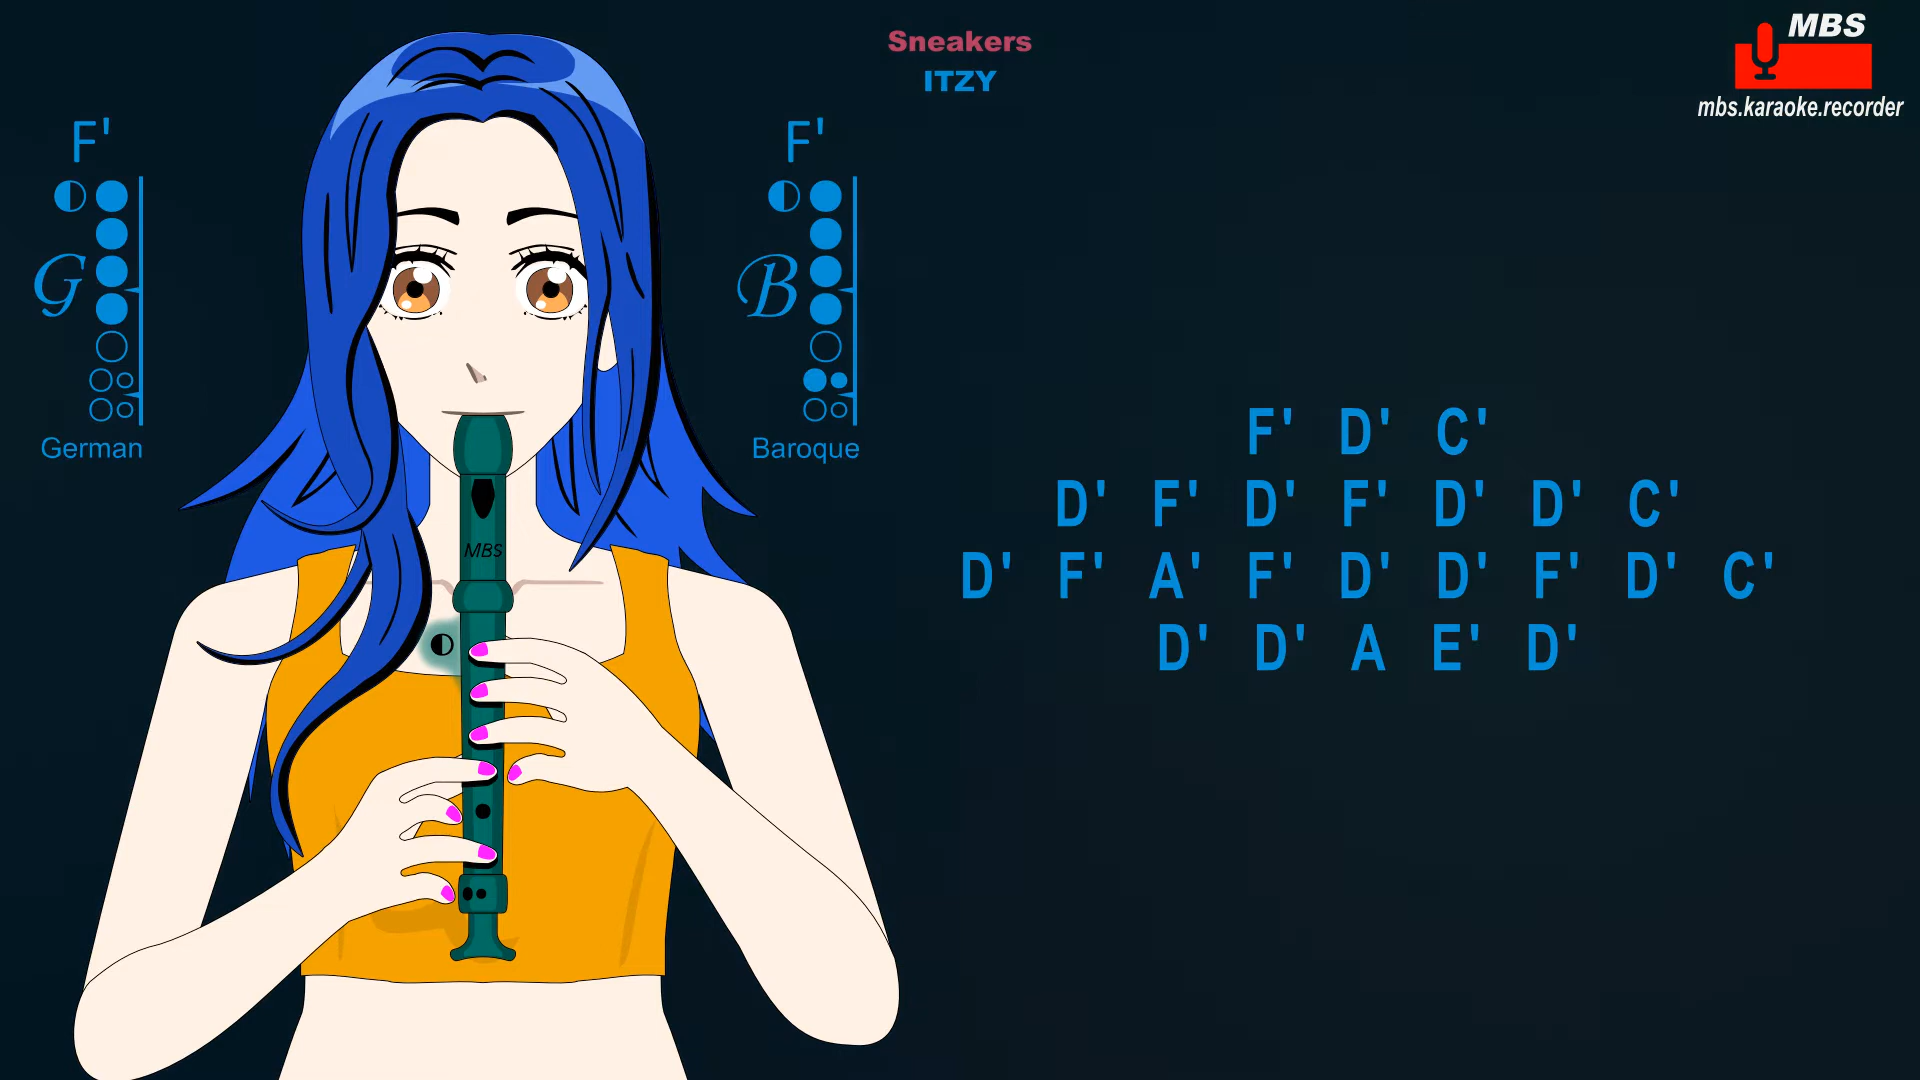 Sneakers
ITZY
MBS
mbs.karaoke.recorder
F'
G
German
F'
B
Baroque
MBS
F' D' C'
D' F' D' F' D' D' C'
D' F' A' F' D' D' F' D' C'
D' D' A E' D'